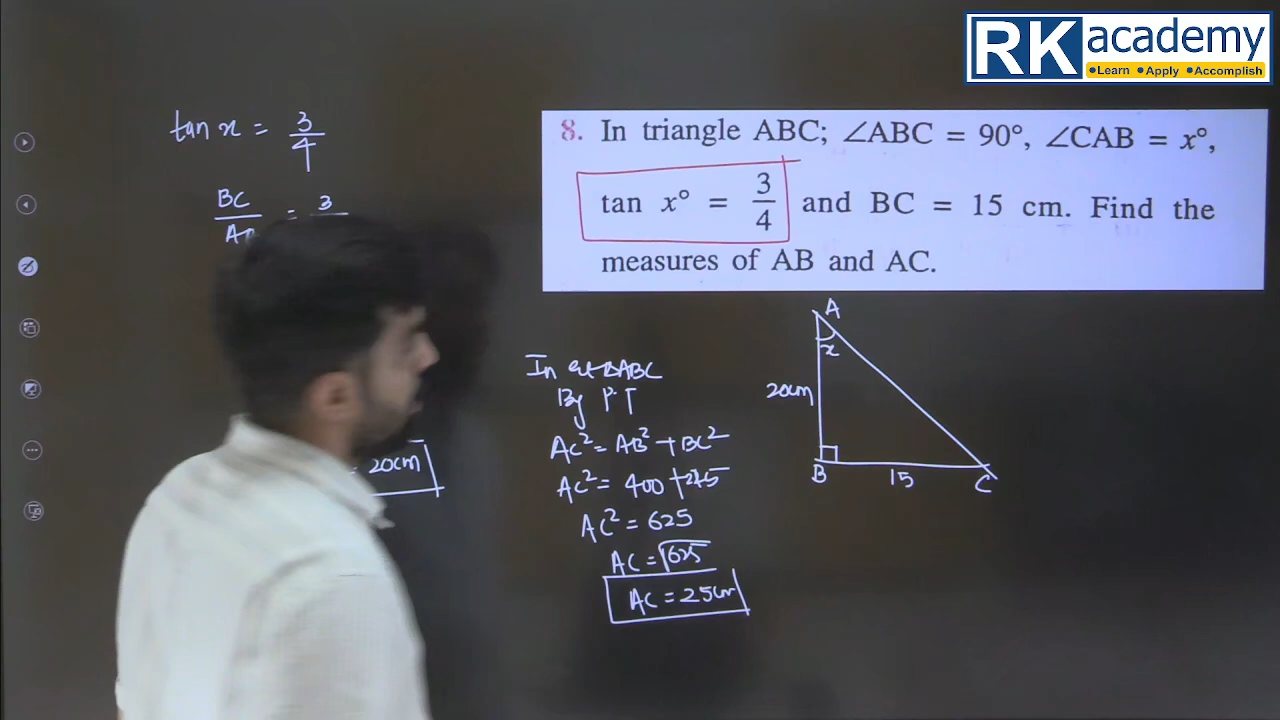 RK academy
•Learn •Apply •Accomplish
tan x = 3/4
BC/AB = 3
= 20cm
8. In triangle ABC; ∠ABC = 90°, ∠CAB = x°,
tan x° = 3/4 and BC = 15 cm. Find the
measures of AB and AC.
In ΔABC
By PT
AC² = AB² + BC²
AC² = 400 +
AC² = 625
AC = √625
AC = 25cm
A
x
20cm
B
15
C